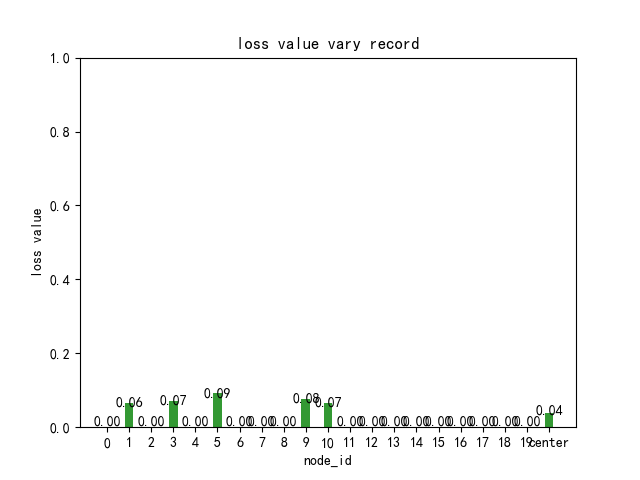 loss value vary record
1.0
0.8
0.6
0.4
0.2
0.0
loss value
0.00 0.06 0.00 0.07 0.00 0.09 0.00 0.00 0.00 0.08 0.07 0.00 0.00 0.00 0.00 0.00 0.00 0.00 0.00 0.00 0.04
0 1 2 3 4 5 6 7 8 9 10 11 12 13 14 15 16 17 18 19 center
node_id